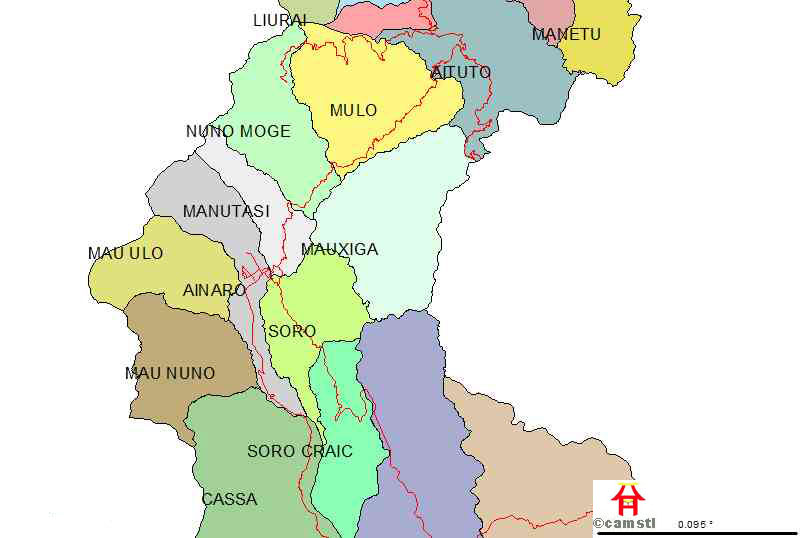 LIURAI
MANETU
AITUTO
MULO
NUNO MOGE
MANUTASI
MAUXIGA
MAU ULO
AINARO
SORO
MAU NUNO
SORO CRAIC
CASSA
©camstl 0.095 °